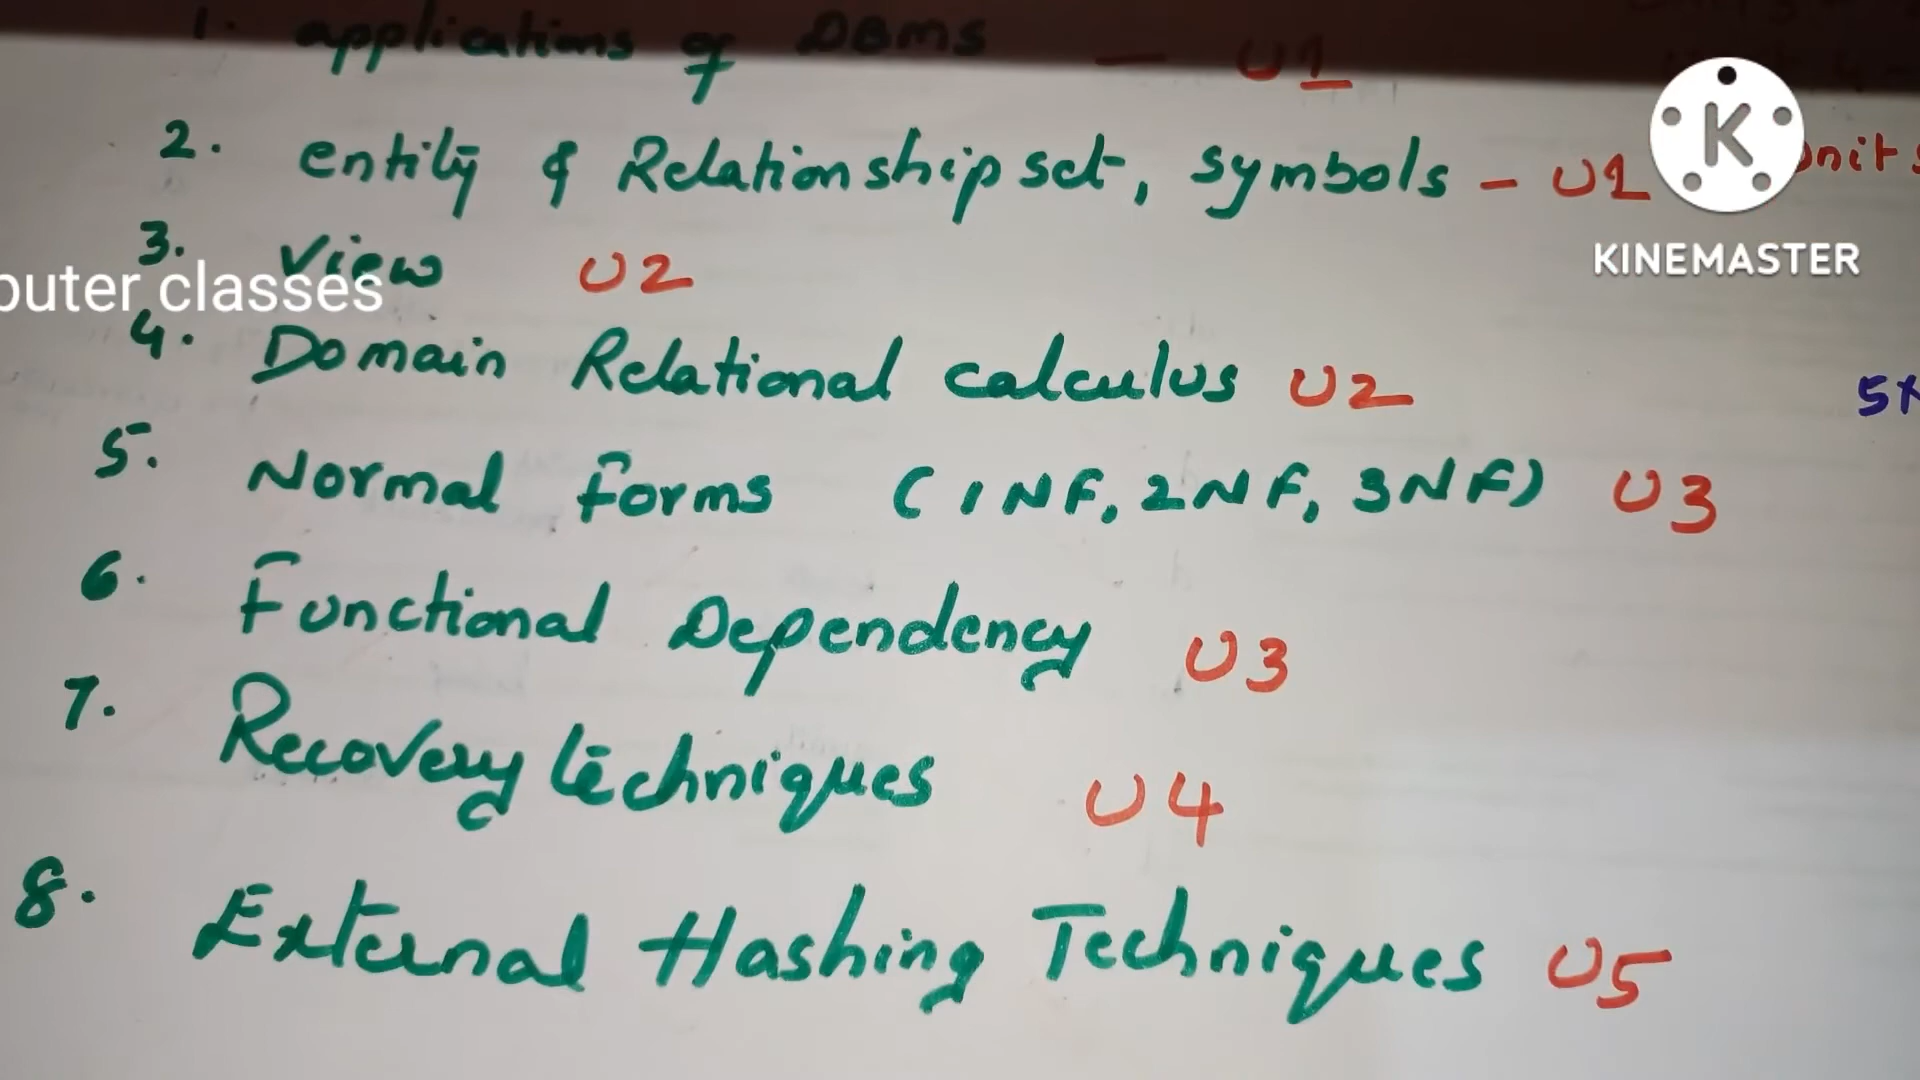 1. applications of DBMS — U1
2. entity & Relationship set, symbols - U1
units
3. View U2
puter classes
4. Domain Relational calculus U2
5. Normal forms (1NF, 2NF, 3NF) U3
6. Functional Dependency U3
7. Recovery techniques U4
8. External Hashing Techniques U5
K
KINEMASTER